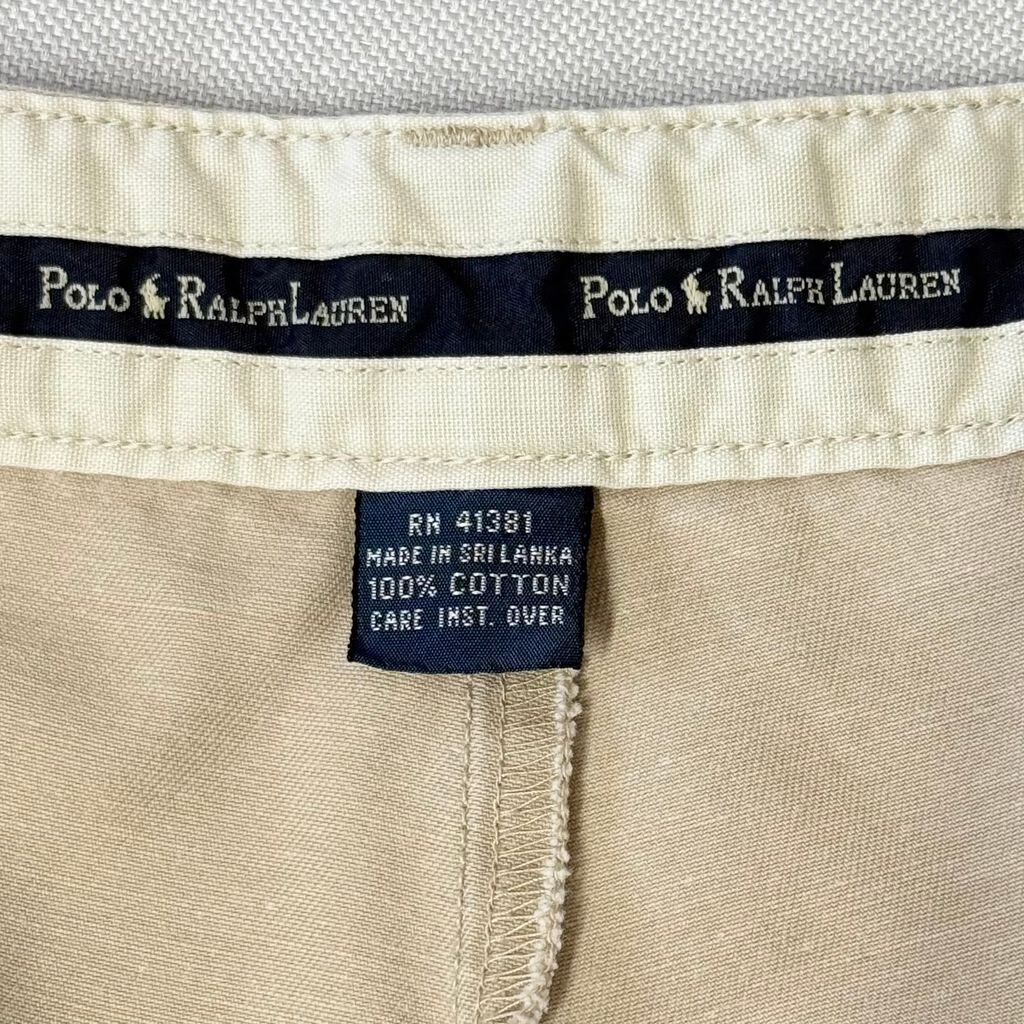 POLO RALPH LAUREN POLO RALPH LAUREN
RN 41381
MADE IN SRI LANKA
100% COTTON
CARE INST. OVER